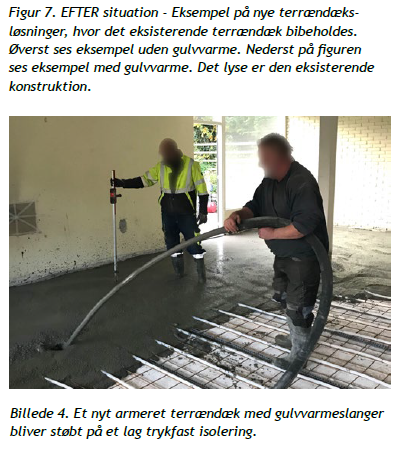 Figur 7. EFTER situation - Eksempel på nye terrændæks-
løsninger, hvor det eksisterende terrændæk bibeholdes.
Øverst ses eksempel uden gulvvarme. Nederst på figuren
ses eksempel med gulvvarme. Det lyse er den eksisterende
konstruktion.
Billede 4. Et nyt armeret terrændæk med gulvvarmeslanger
bliver støbt på et lag trykfast isolering.